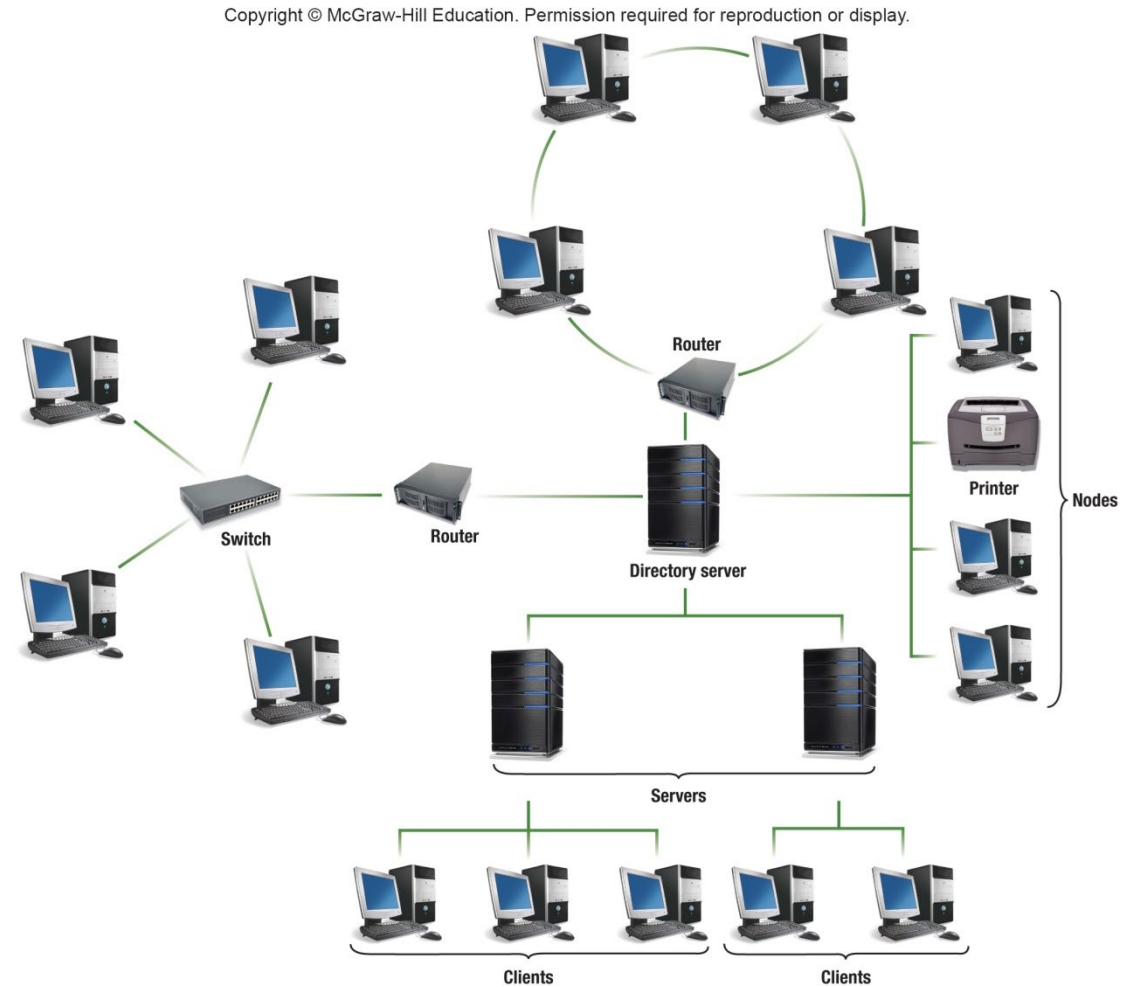 Copyright © McGraw-Hill Education. Permission required for reproduction or display.
Router
Printer
Nodes
Switch
Router
Directory server
Servers
Clients
Clients